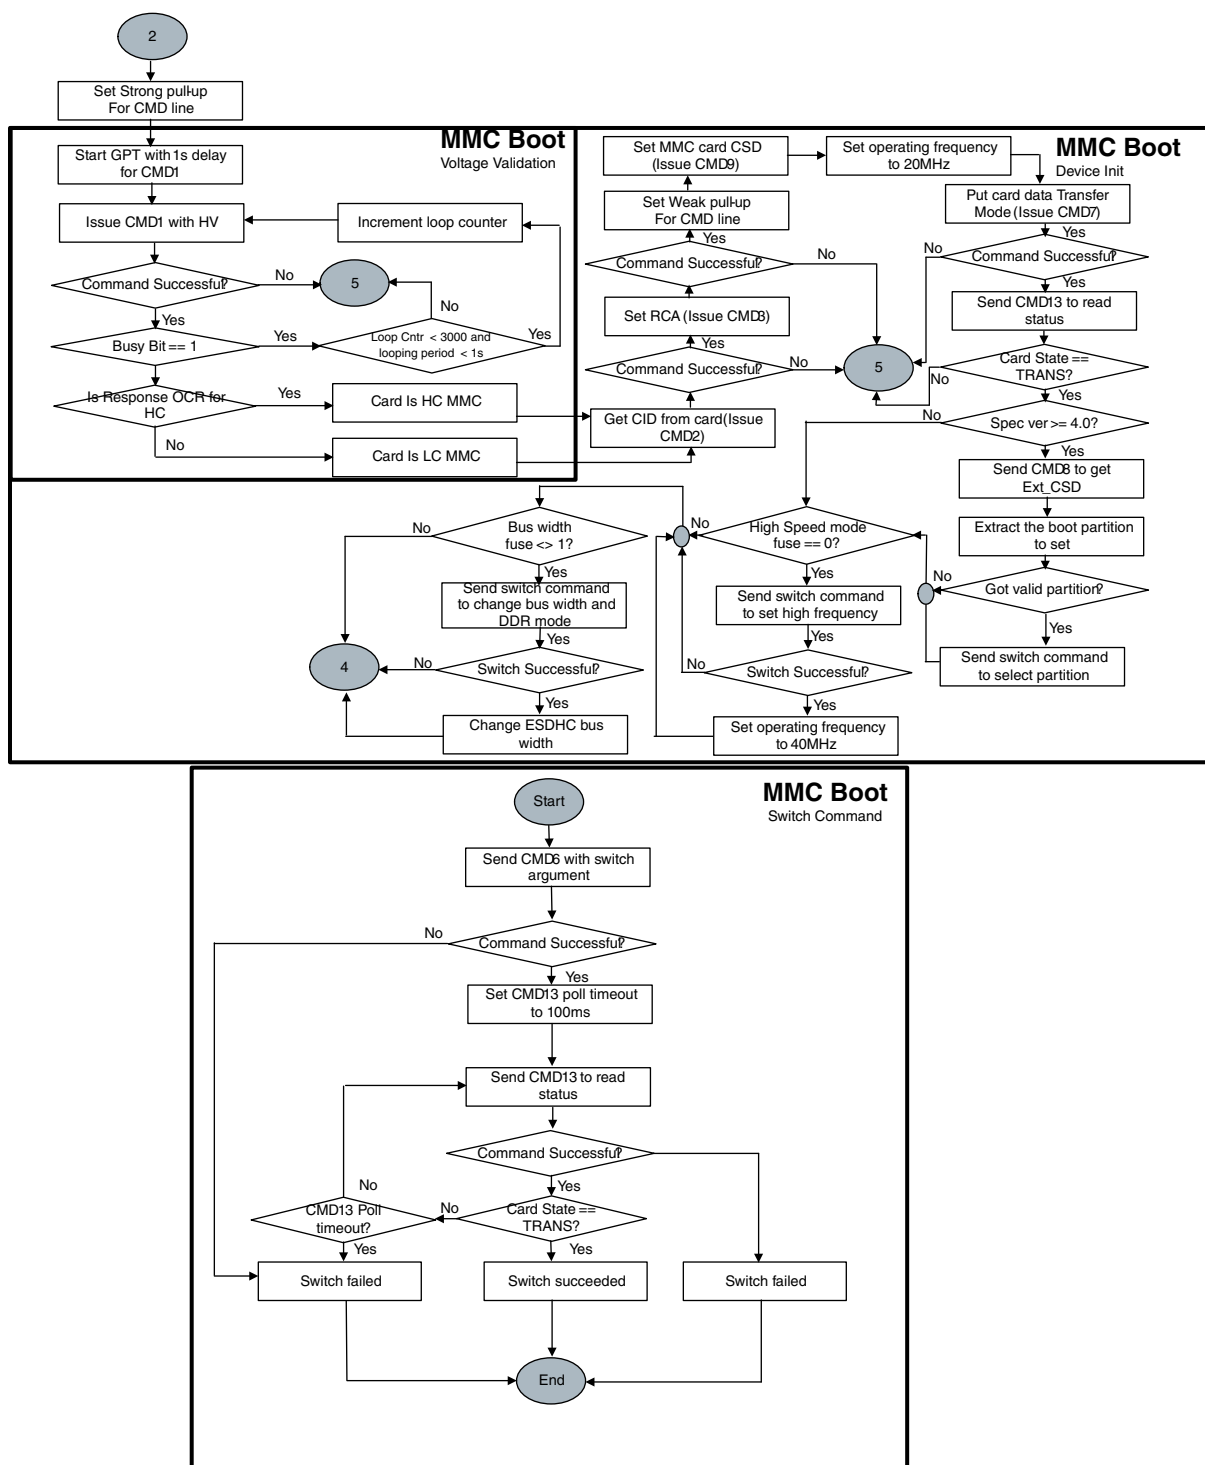 2
Set Strong pull-up
For CMD line
MMC Boot
Voltage Validation
Start GPT with 1s delay
for CMD1
Issue CMD1 with HV
Increment loop counter
Command Successful?
No
5
Yes
No
Busy Bit == 1
Yes
Loop Cntr < 3000 and
looping period < 1s
Yes
Is Response OCR for
HC
Yes
Card Is HC MMC
No
Card Is LC MMC
MMC Boot
Device Init
Set MMC card CSD
(Issue CMD9)
Set operating frequency
to 20MHz
Put card data Transfer
Mode (Issue CMD7)
Set Weak pull-up
For CMD line
Yes
Yes
Command Successful?
No
No
Command Successful?
Yes
Set RCA (Issue CMD3)
Send CMD13 to read
status
Yes
Command Successful?
No
5
Card State ==
TRANS?
No
Yes
Get CID from card(Issue
CMD2)
No
Spec ver >= 4.0?
Yes
Send CMD8 to get
Ext_CSD
Extract the boot partition
to set
No
Got valid partition?
Yes
Send switch command
to select partition
No
High Speed mode
fuse == 0?
Yes
Send switch command
to set high frequency
Yes
No
Switch Successful?
Yes
Set operating frequency
to 40MHz
No
Bus width
fuse <> 1?
Yes
Send switch command
to change bus width and
DDR mode
Yes
4
No
Switch Successful?
Yes
Change ESDHC bus
width
MMC Boot
Switch Command
Start
Send CMD6 with switch
argument
No
Command Successful?
Yes
Set CMD13 poll timeout
to 100ms
Send CMD13 to read
status
Command Successful?
No
Yes
CMD13 Poll
timeout?
No
Card State ==
TRANS?
Yes
Yes
Switch failed
Switch succeeded
Switch failed
End